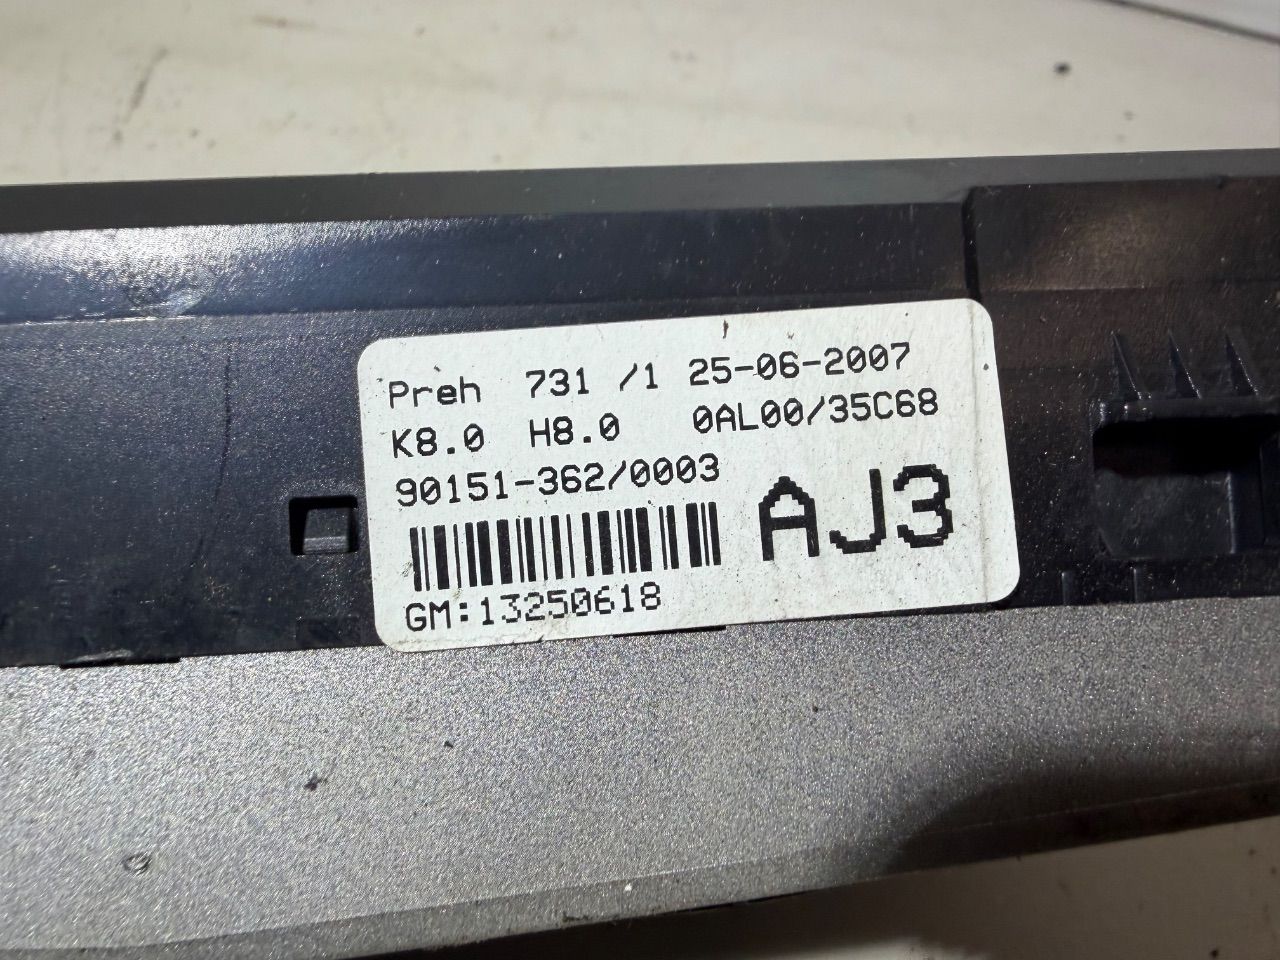 Preh 731 /1 25-06-2007
K8.0 H8.0 0AL00/35C68
90151-362/0003
AJ3
GM:13250618